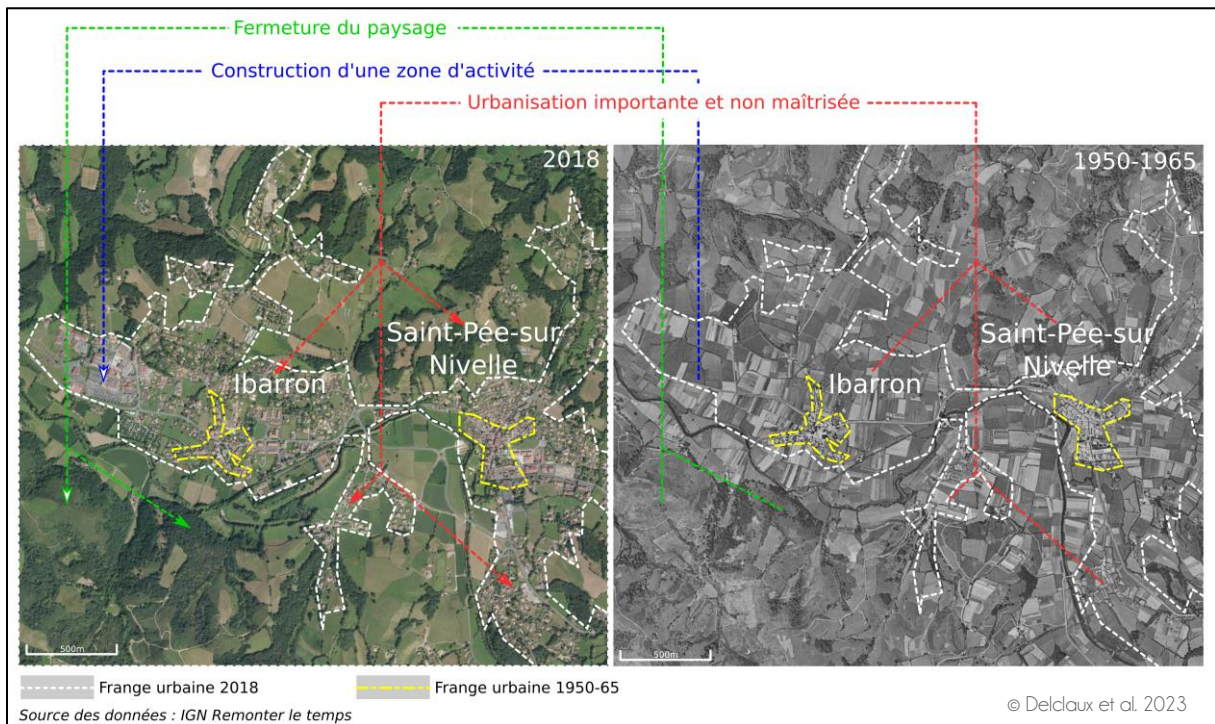 Fermeture du paysage
Construction d'une zone d'activité
Urbanisation importante et non maîtrisée
2018
1950-1965
Saint-Pée-sur
Nivelle
Ibarron
Saint-Pée-sur
Nivelle
Ibarron
500m
500m
Frange urbaine 2018
Frange urbaine 1950-65
Source des données : IGN Remonter le temps
© Delclaux et al. 2023